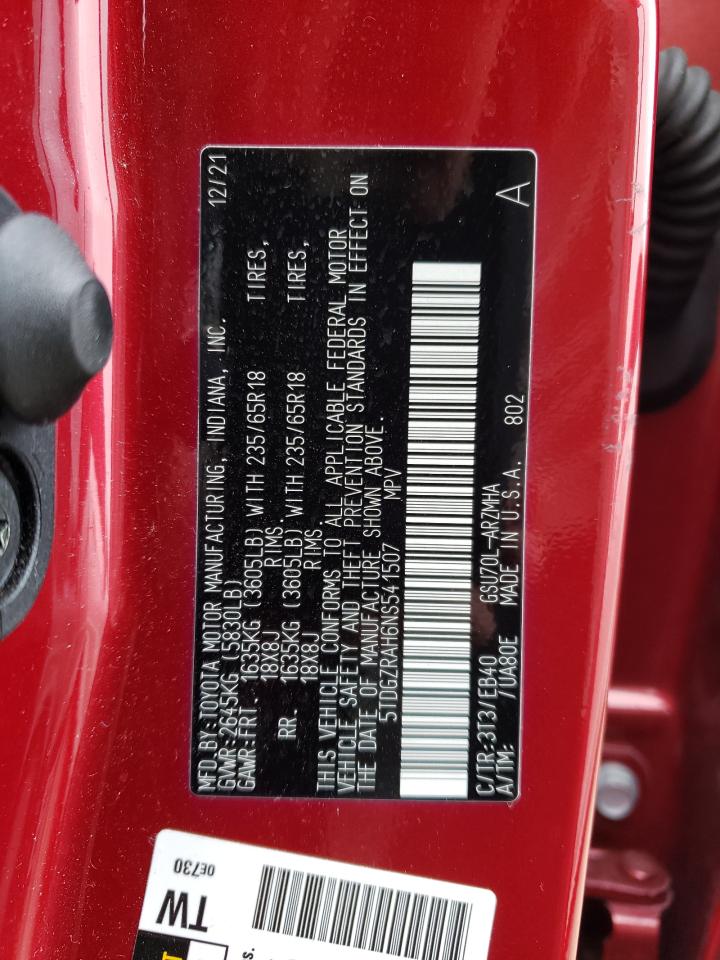 MFD.BY:TOYOTA MOTOR MANUFACTURING, INDIANA, INC. 12/21
GVWR:2645KG (5830LB)
GAWR:FRT. 1635KG (3605LB) WITH 235/65R18 TIRES,
18X8J RIMS.
RR. 1635KG (3605LB) WITH 235/65R18 TIRES,
18X8J RIMS.
THIS VEHICLE CONFORMS TO ALL APPLICABLE FEDERAL MOTOR
VEHICLE SAFETY AND THEFT PREVENTION STANDARDS IN EFFECT ON
THE DATE OF MANUFACTURE SHOWN ABOVE.
5TDGZRAH6NS541507 MPV
C/TR:3T3/EB40 GSU70L-ARZMHA
A/TM: /UA80E MADE IN U.S.A. 802
A
0E730
TW
s.